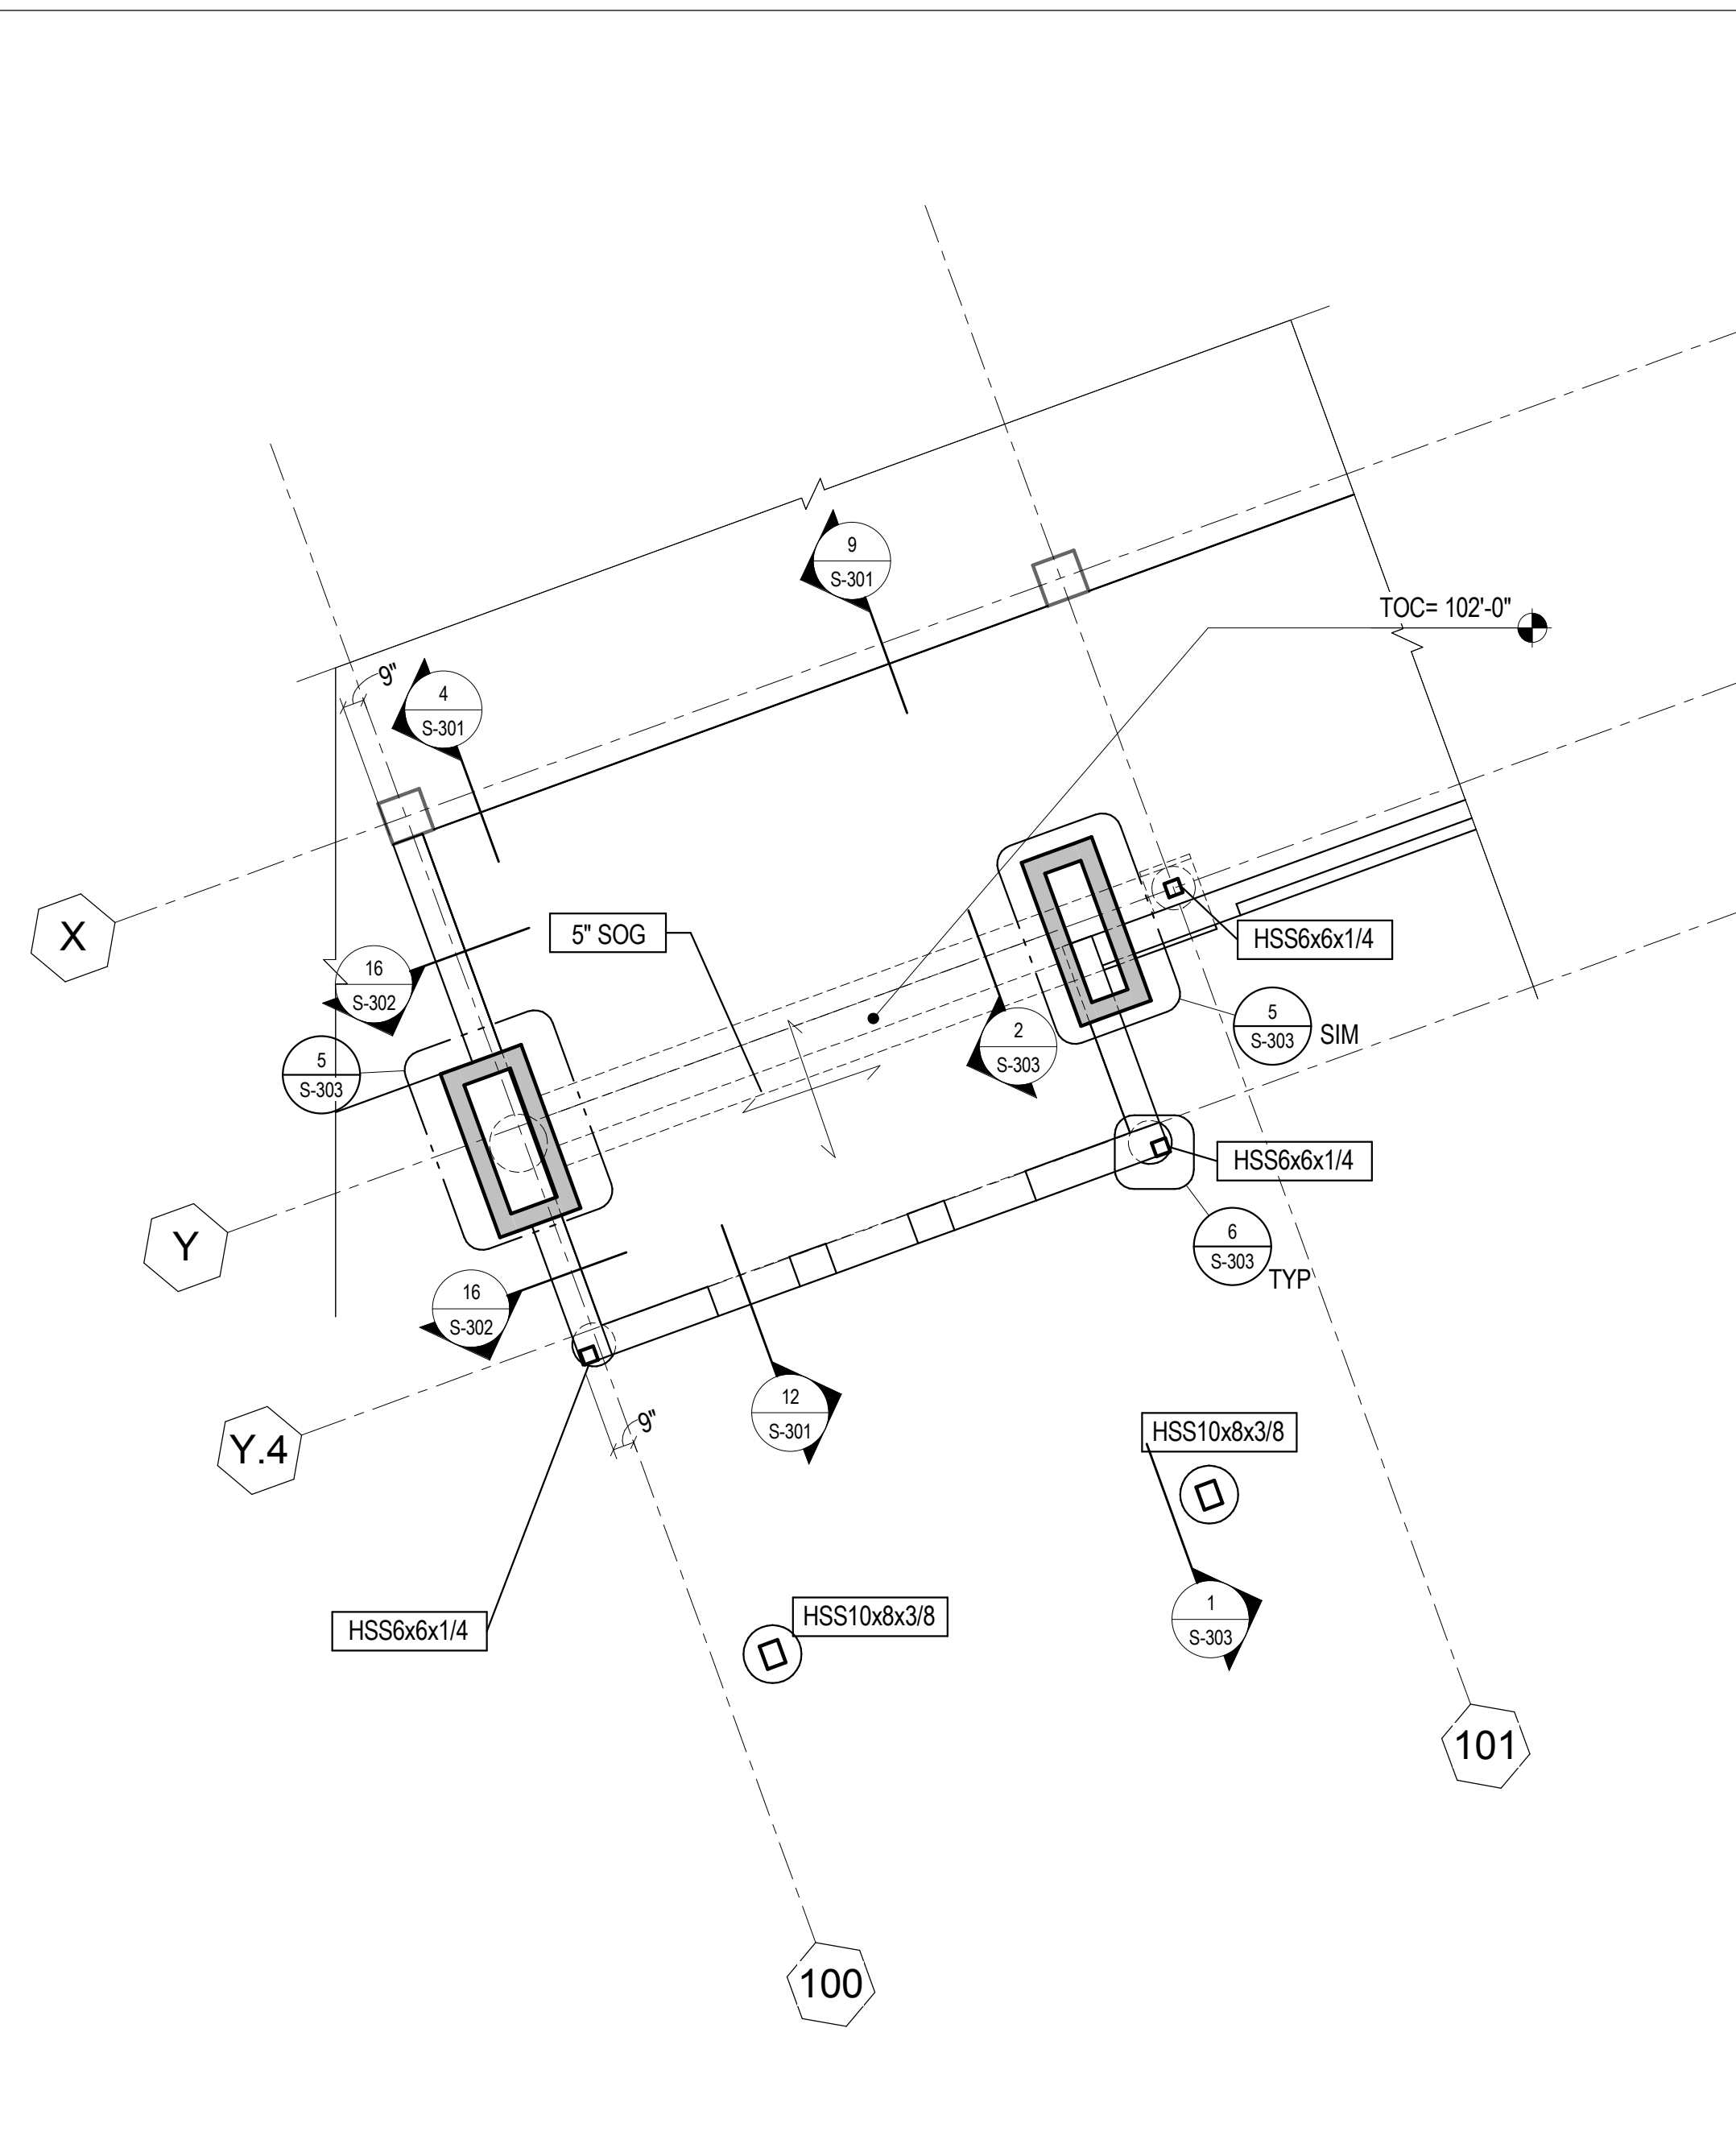 9
S-301
TOC= 102'-0"
9"
4
S-301
X
5" SOG
HSS6x6x1/4
16
S-302
5
S-303
2
S-303
5
S-303
SIM
HSS6x6x1/4
Y
6
S-303
TYP
16
S-302
12
S-301
Y.4
9"
HSS10x8x3/8
HSS6x6x1/4
HSS10x8x3/8
1
S-303
101
100